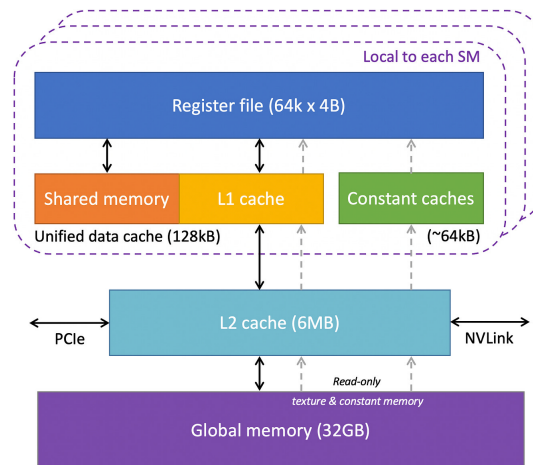 Local to each SM
Register file (64k x 4B)
Shared memory
L1 cache
Constant caches
Unified data cache (128kB)
(~64kB)
L2 cache (6MB)
PCIe
NVLink
Read-only
texture & constant memory
Global memory (32GB)